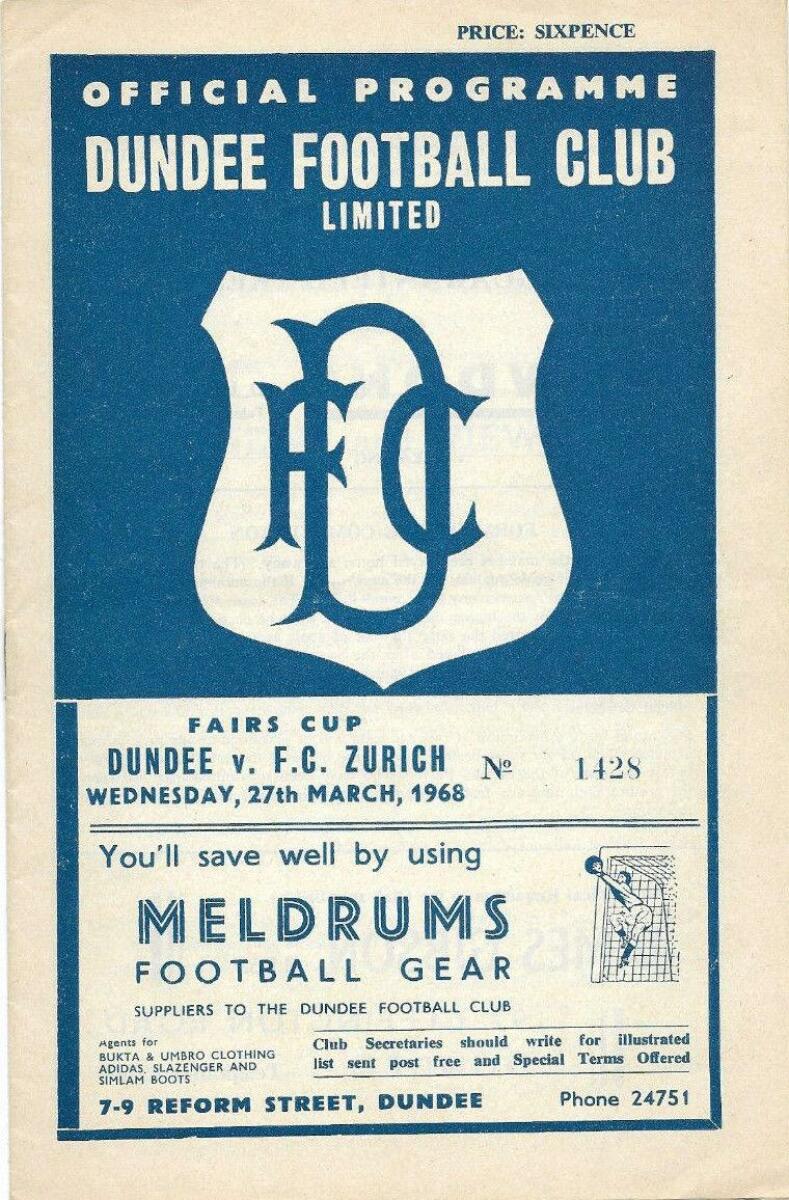 PRICE: SIXPENCE
OFFICIAL PROGRAMME
DUNDEE FOOTBALL CLUB
LIMITED
DFC
FAIRS CUP
DUNDEE v. F.C. ZURICH
Nº 1428
WEDNESDAY, 27th MARCH, 1968
You'll save well by using
MELDRUMS
FOOTBALL GEAR
SUPPLIERS TO THE DUNDEE FOOTBALL CLUB
Agents for
BUKTA & UMBRO CLOTHING
ADIDAS, SLAZENGER AND
SIMLAM BOOTS
Club Secretaries should write for illustrated
list sent post free and Special Terms Offered
7-9 REFORM STREET, DUNDEE
Phone 24751